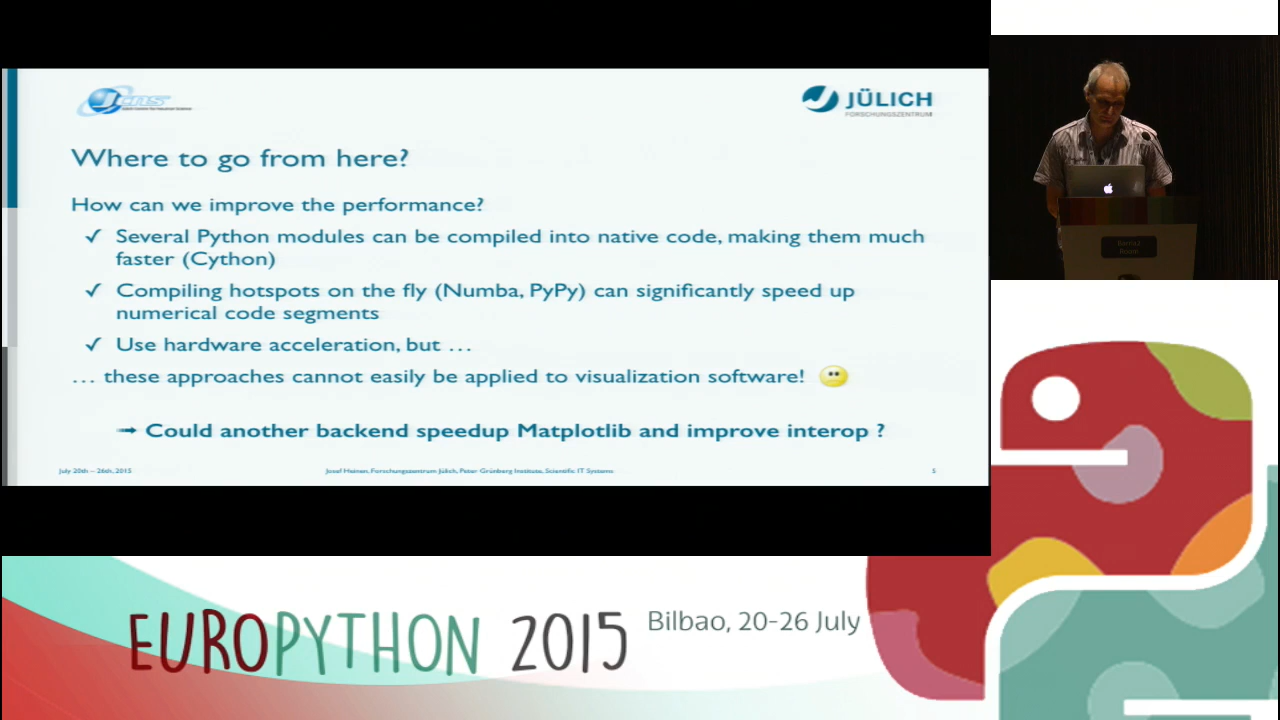 JCNS
JÜLICH
FORSCHUNGSZENTRUM
Where to go from here?
How can we improve the performance?
✓ Several Python modules can be compiled into native code, making them much
faster (Cython)
✓ Compiling hotspots on the fly (Numba, PyPy) can significantly speed up
numerical code segments
✓ Use hardware acceleration, but …
… these approaches cannot easily be applied to visualization software!
→ Could another backend speedup Matplotlib and improve interop ?
July 20th – 26th, 2015
Josef Heinen, Forschungszentrum Jülich, Peter Grünberg Institute, Scientific IT Systems
5
EUROPYTHON 2015
Bilbao, 20-26 July